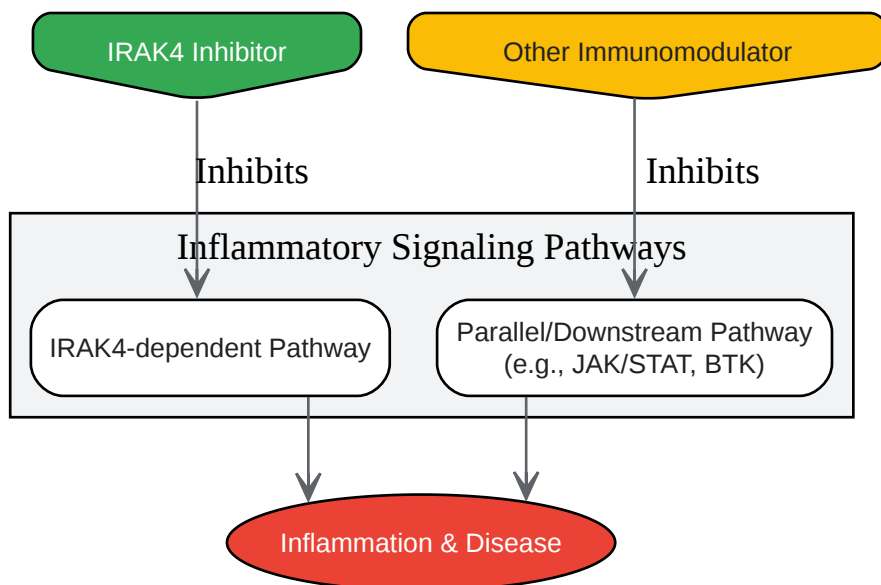 IRAK4 Inhibitor
Other Immunomodulator
Inhibits
Inhibits
Inflammatory Signaling Pathways
IRAK4-dependent Pathway
Parallel/Downstream Pathway
(e.g., JAK/STAT, BTK)
Inflammation & Disease